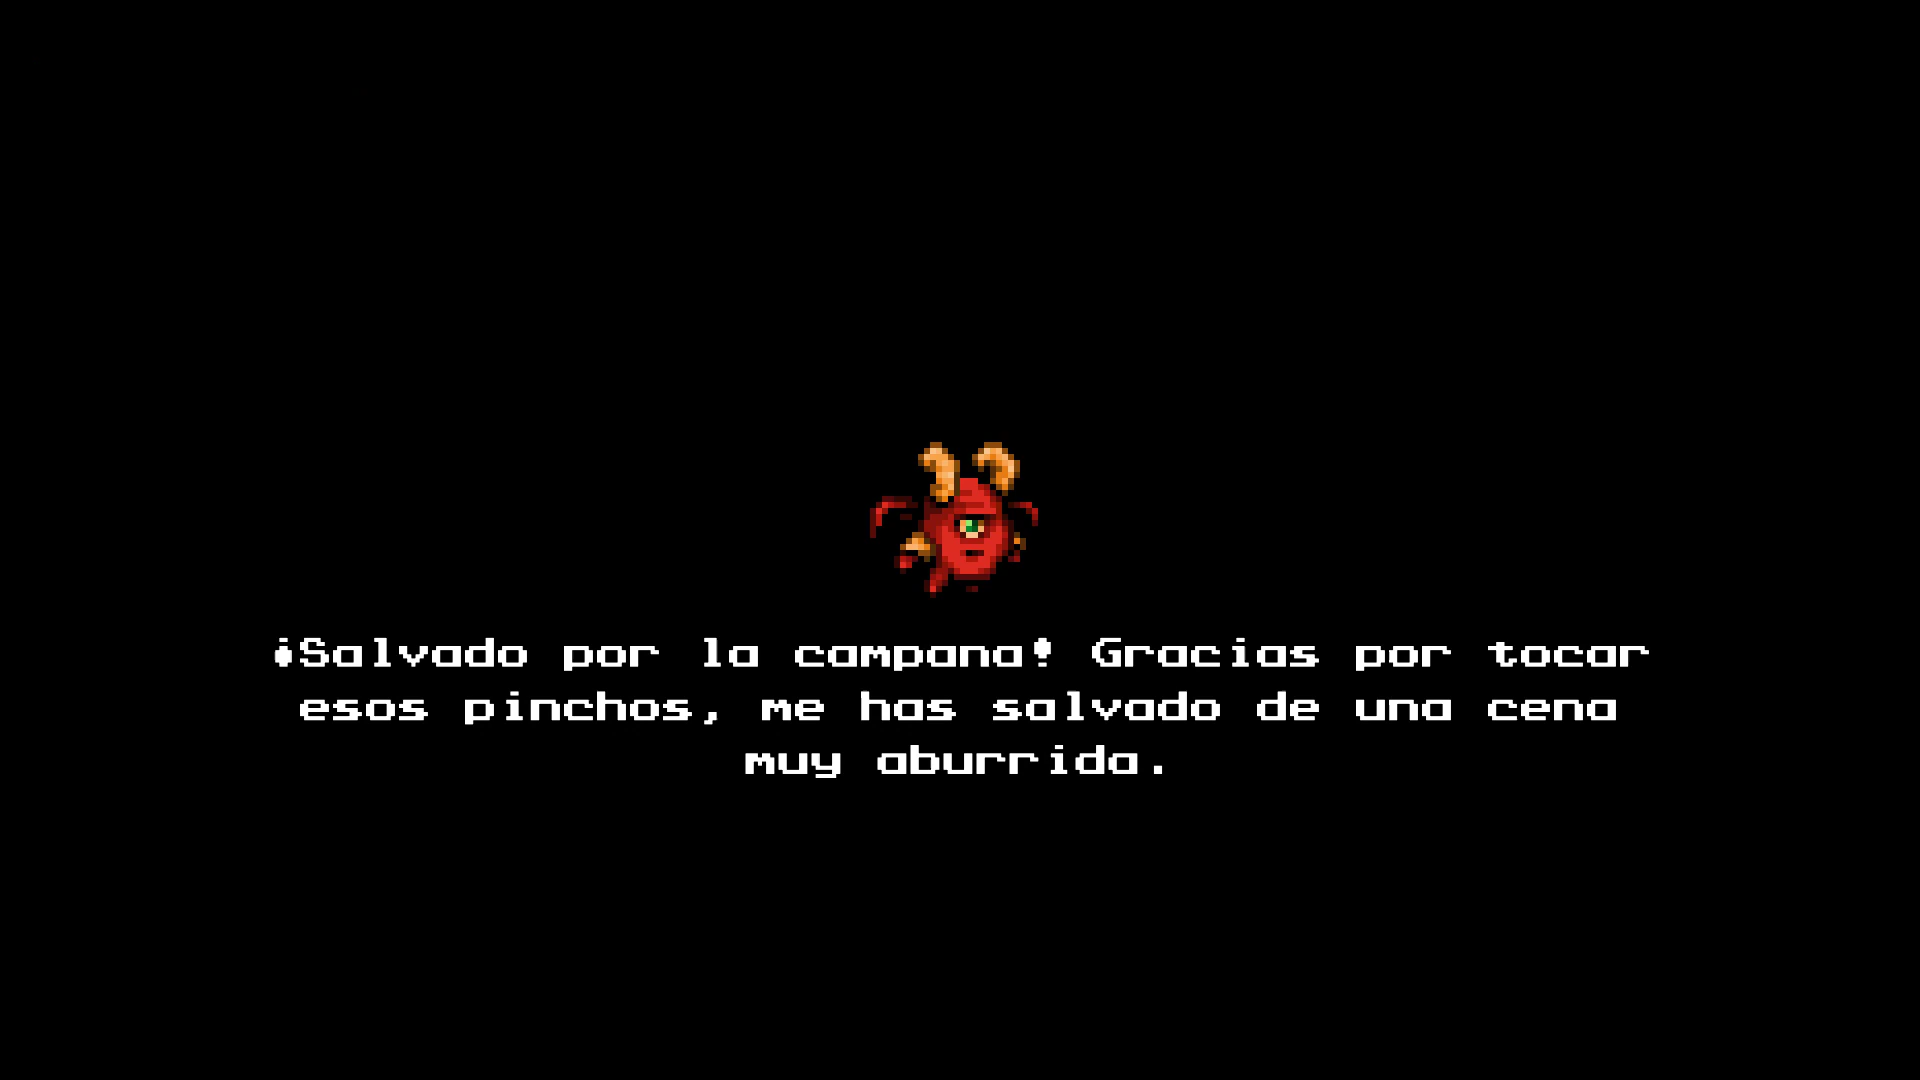 ¡Salvado por la campana! Gracias por tocar
esos pinchos, me has salvado de una cena
muy aburrida.